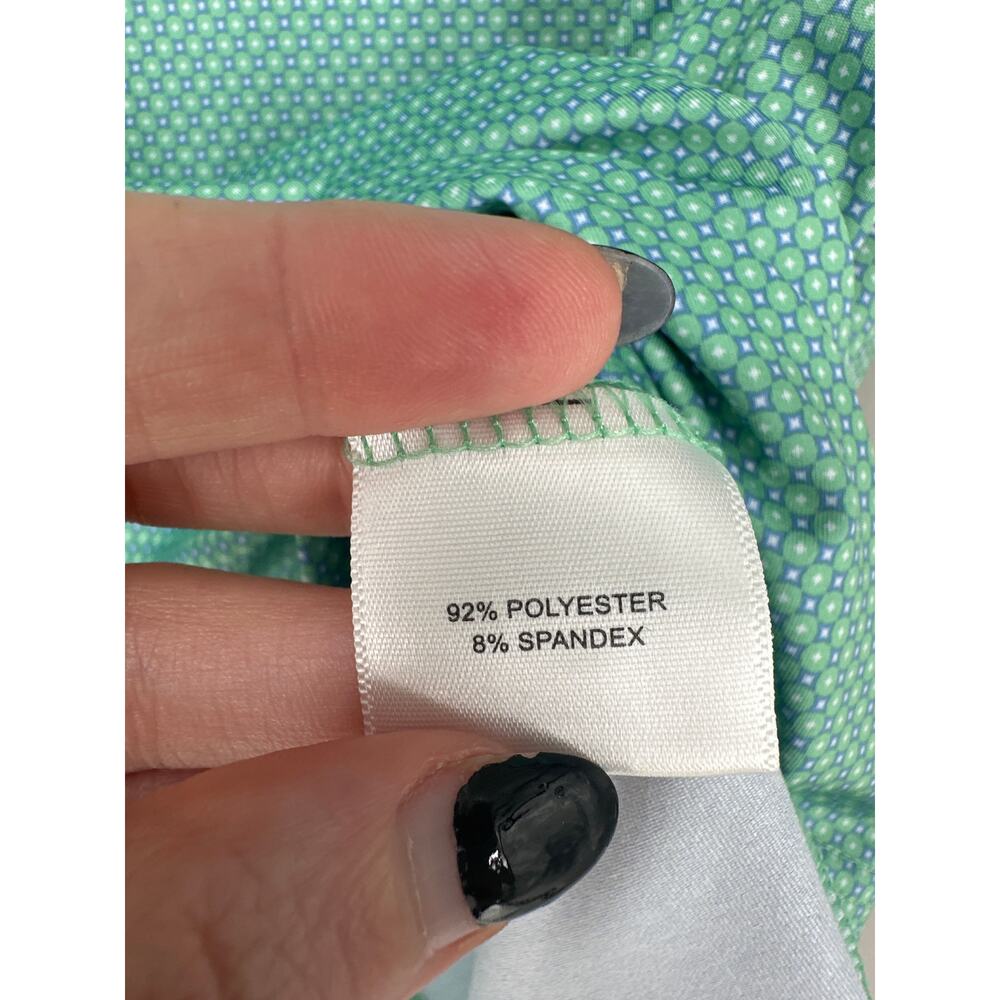 92% POLYESTER
8% SPANDEX